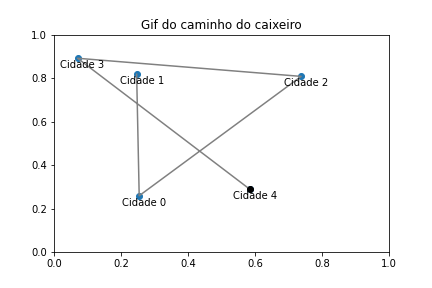 Gif do caminho do caixeiro
1.0
0.8
0.6
0.4
0.2
0.0
Cidade 3
Cidade 1
Cidade 2
Cidade 4
Cidade 0
0.0 0.2 0.4 0.6 0.8 1.0